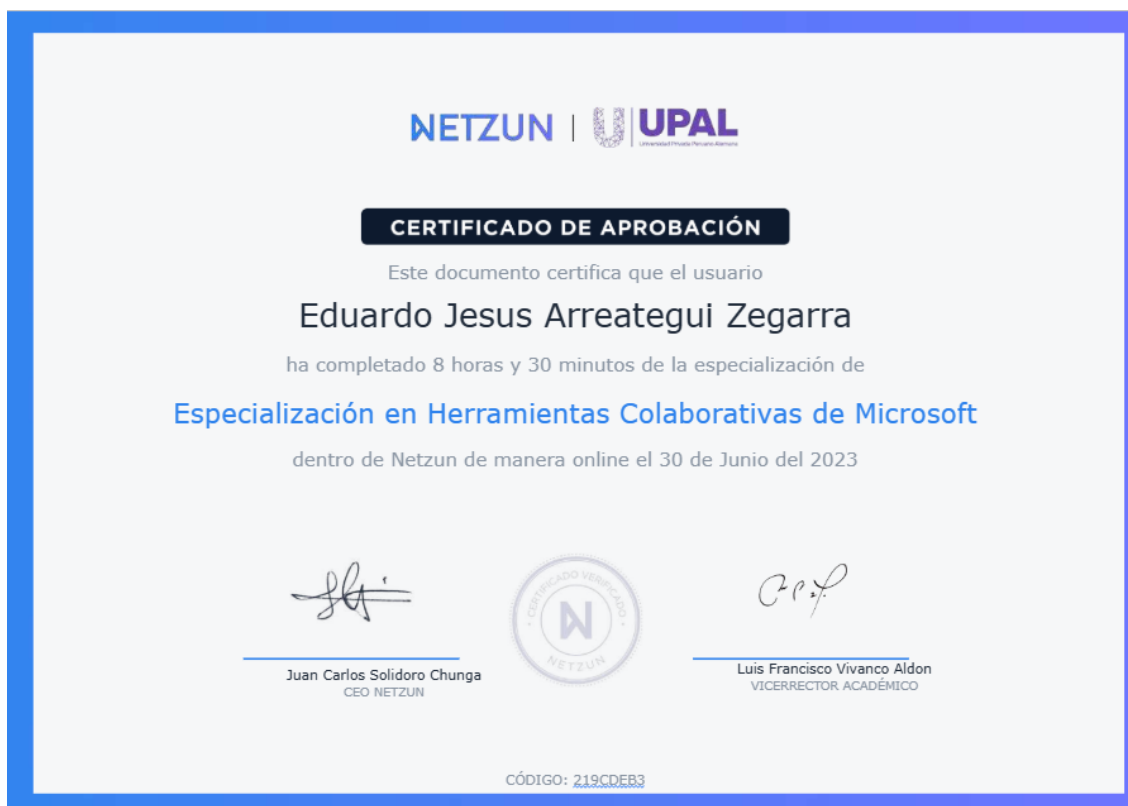 NETZUN | UPAL
Universidad Privada Peruano Alemana
CERTIFICADO DE APROBACIÓN
Este documento certifica que el usuario
Eduardo Jesus Arreategui Zegarra
ha completado 8 horas y 30 minutos de la especialización de
Especialización en Herramientas Colaborativas de Microsoft
dentro de Netzun de manera online el 30 de Junio del 2023
CERTIFICADO VERIFICADO
N
NETZUN
Juan Carlos Solidoro Chunga
CEO NETZUN
Luis Francisco Vivanco Aldon
VICERRECTOR ACADÉMICO
CÓDIGO: 219CDEB3